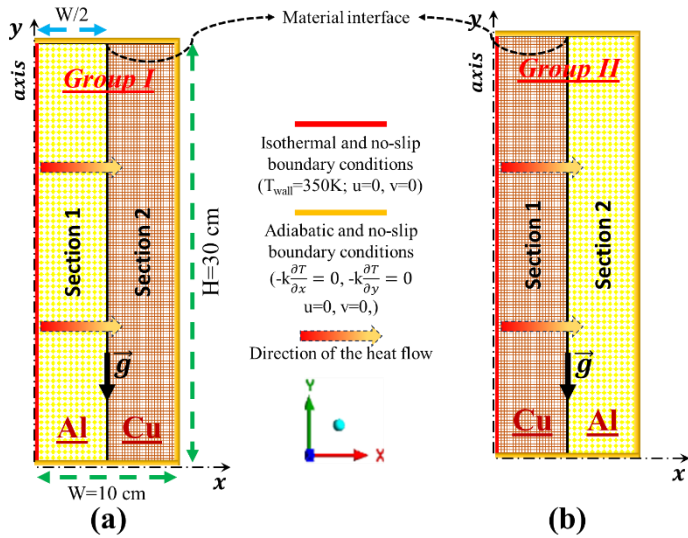 y
W/2
axis
Group I
Section 1
Section 2
H=30 cm
g⃗
Al
Cu
x
W=10 cm
(a)
Material interface
Isothermal and no-slip
boundary conditions
(T_wall=350K; u=0, v=0)
Adiabatic and no-slip
boundary conditions
(-k∂T/∂x = 0, -k∂T/∂y = 0
u=0, v=0,)
Direction of the heat flow
Y
X
y
axis
Group II
Section 1
Section 2
g⃗
Cu
Al
x
(b)